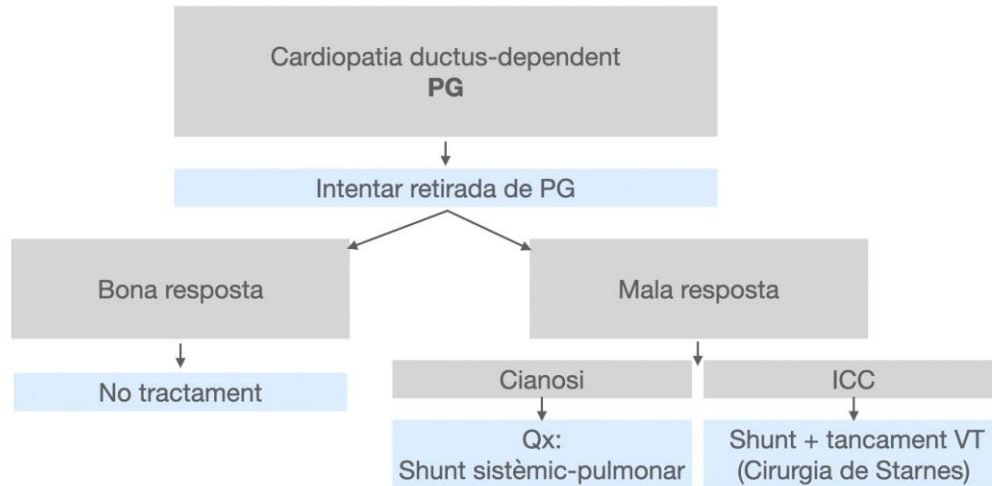 Cardiopatia ductus-dependent
PG
Intentar retirada de PG
Bona resposta
Mala resposta
No tractament
Cianosi
ICC
Qx:
Shunt sistèmic-pulmonar
Shunt + tancament VT
(Cirurgia de Starnes)